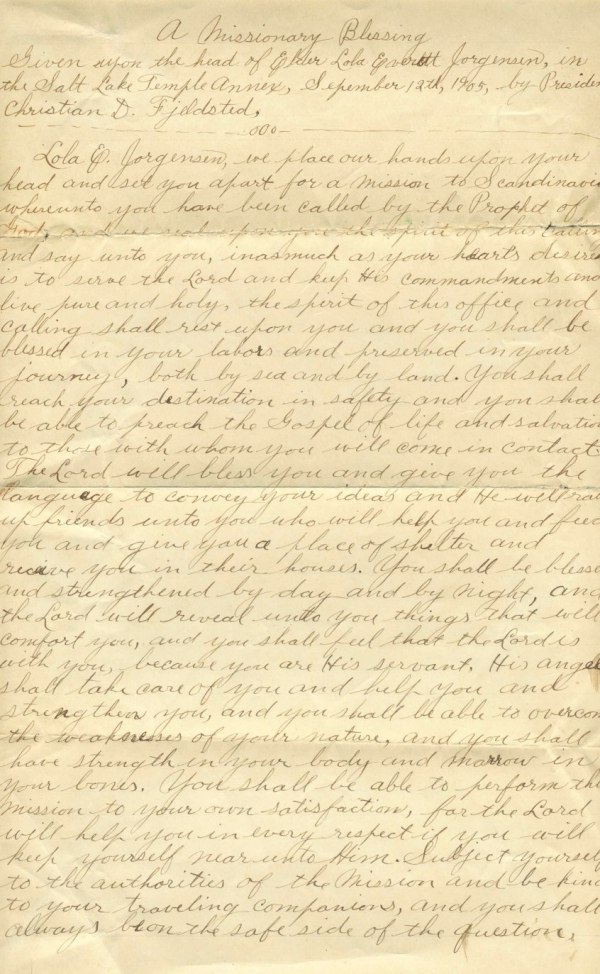 A Missionary Blessing
Given upon the head of Elder Lola Everett Jorgensen, in
the Salt Lake Temple Annex, Sepember 12th, 1905, by Presiden
Christian D. Fjeldsted,
—ooo—
Lola E. Jorgensen, we place our hands upon your
head and set you apart for a mission to Scandinavia
whereunto you have been called by the Prophet of
God, and we seal upon you the spirit of this calling
and say unto you, inasmuch as your hearts desire
is to serve the Lord and keep His commandments and
live pure and holy, the spirit of this office and
calling shall rest upon you and you shall be
blessed in your labors and preserved in your
journey, both by sea and by land. You shall
reach your destination in safety and you shall
be able to preach the Gospel of life and salvation
to those with whom you will come in contact.
The Lord will bless you and give you the
language to convey your ideas and He will rai
up friends unto you who will help you and feed
you and give you a place of shelter and
receive you in their houses. You shall be blesse
and strengthened by day and by night, and
the Lord will reveal unto you things that will
comfort you, and you shall feel that the Lord is
with you, because you are His servant. His angel
shall take care of you and help you and
strengthen you, and you shall be able to overcom
the weaknesses of your nature, and you shall
have strength in your body and marrow in
your bones. You shall be able to perform this
mission to your own satisfaction, for the Lord
will help you in every respect if you will
keep yourself near unto Him. Subject yourself
to the authorities of the Mission and be kind
to your traveling companions, and you shall
always be on the safe side of the question.